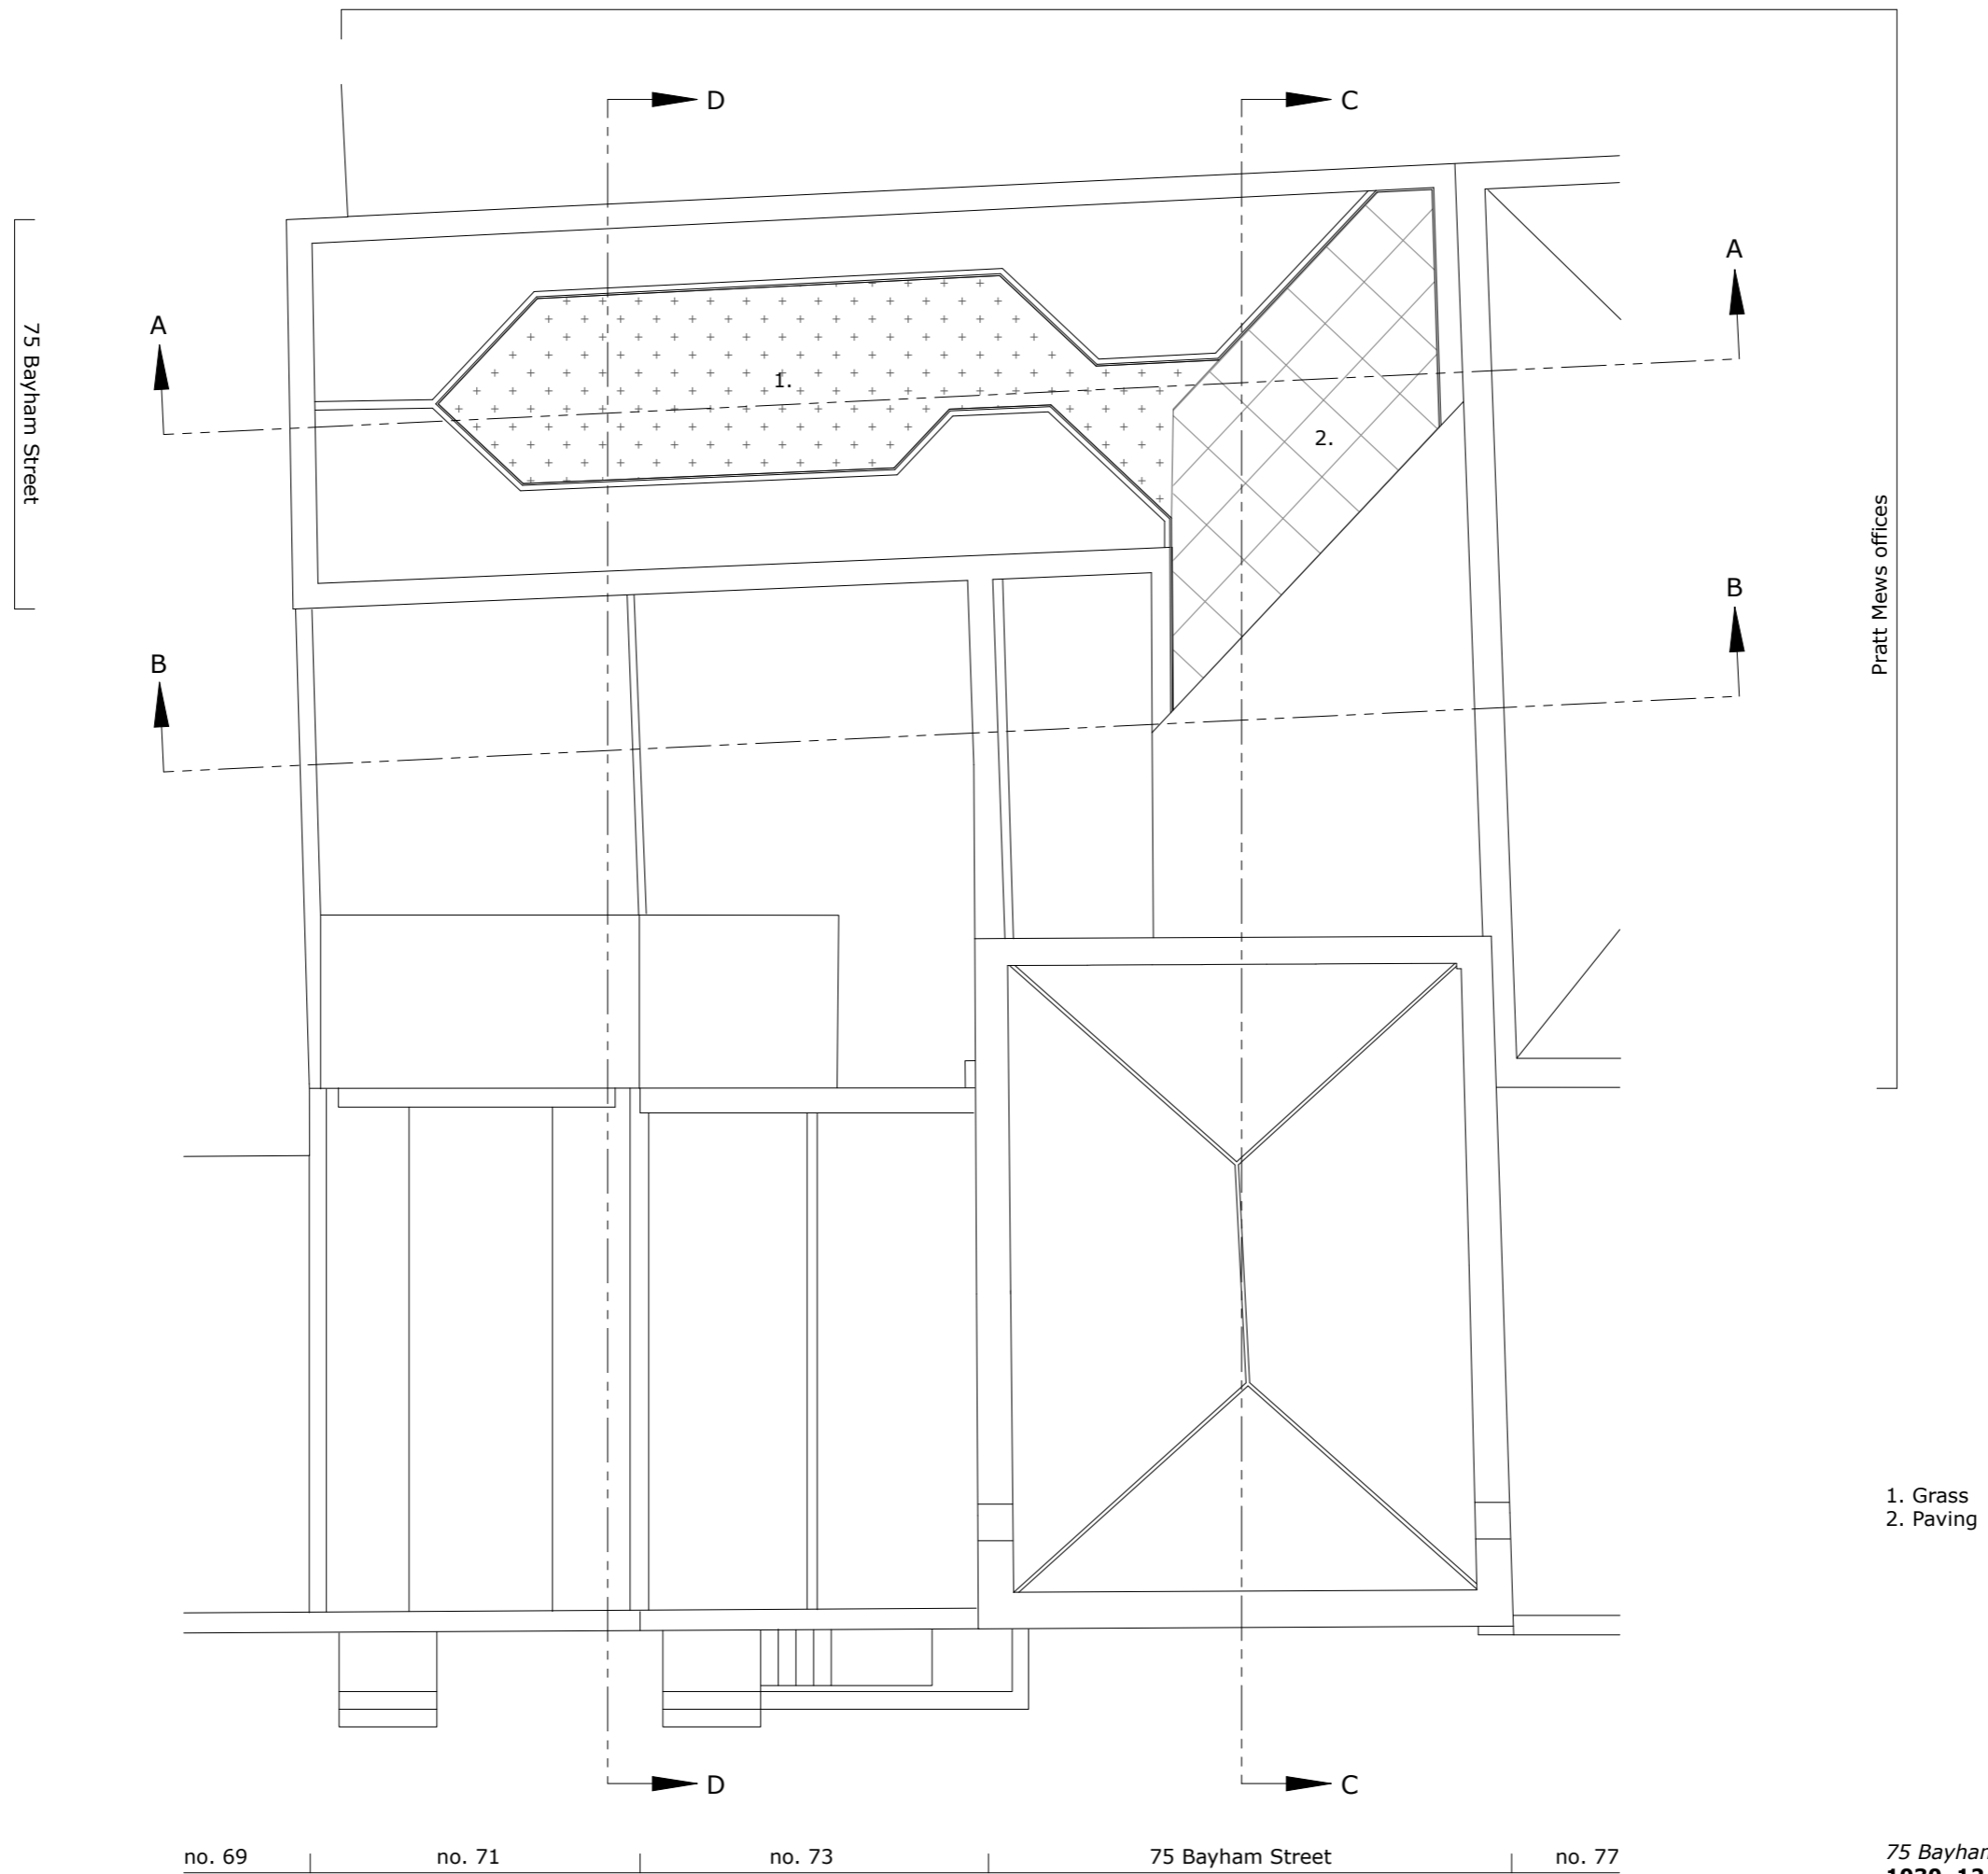 D
C
A
A
75 Bayham Street
1.
2.
Pratt Mews offices
B
B
1. Grass
2. Paving
D
C
no. 69
no. 71
no. 73
75 Bayham Street
no. 77
75